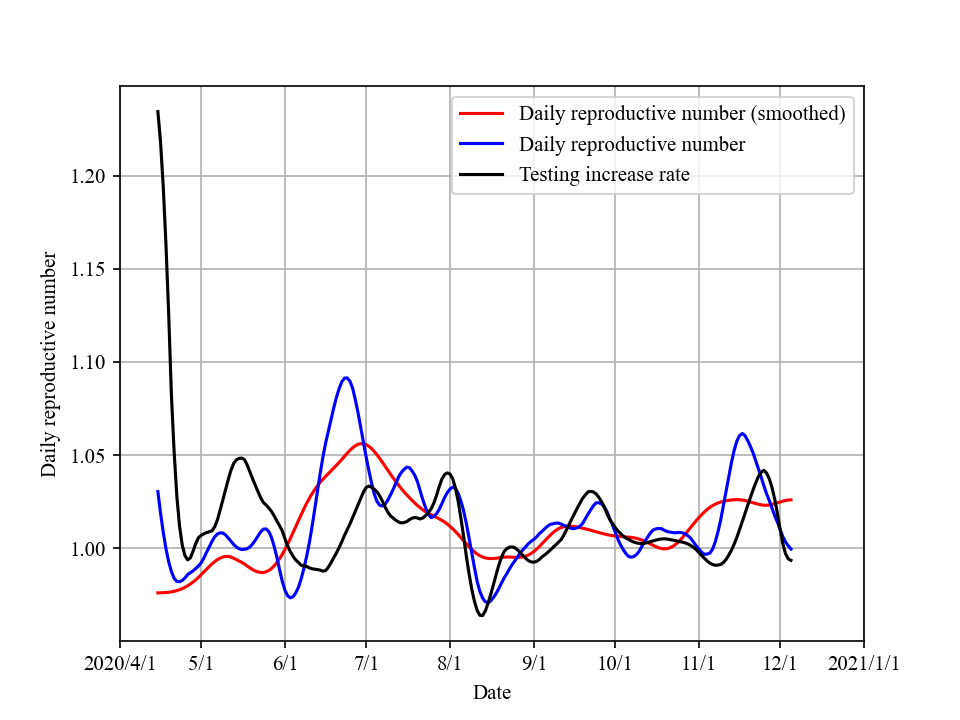 Daily reproductive number (smoothed)
Daily reproductive number
Testing increase rate
Daily reproductive number
1.20
1.15
1.10
1.05
1.00
2020/4/1 5/1 6/1 7/1 8/1 9/1 10/1 11/1 12/1 2021/1/1
Date